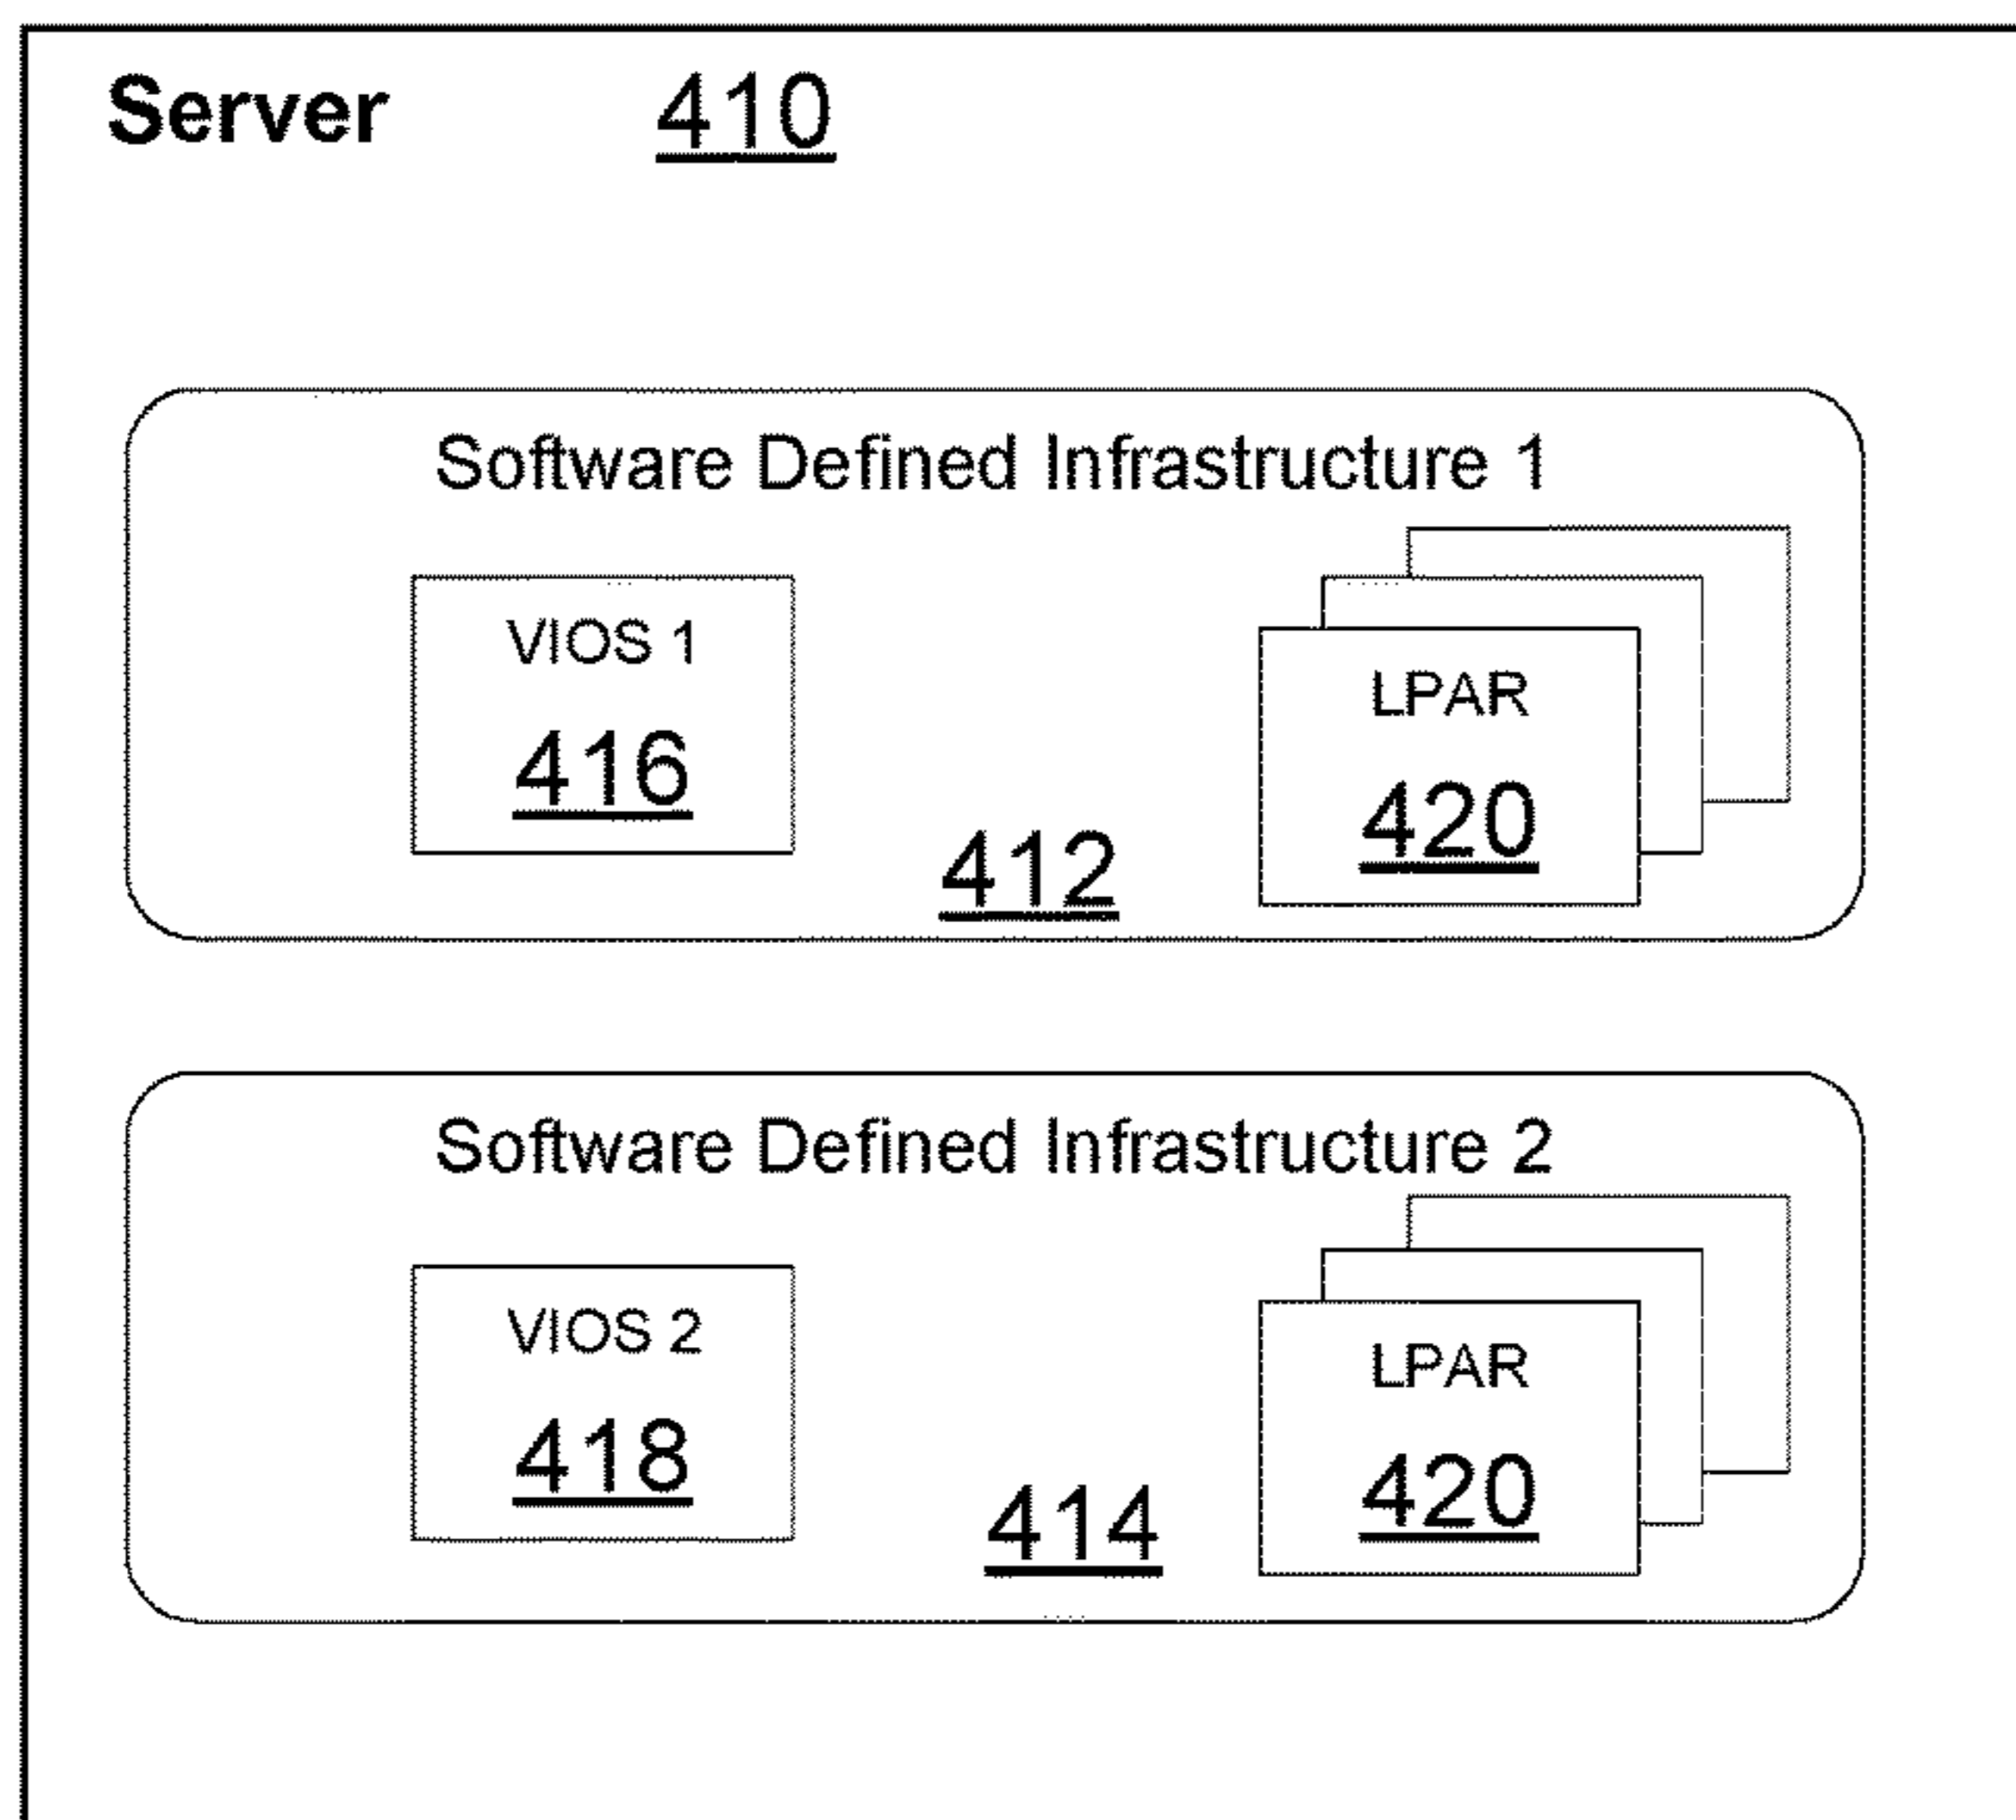 Server 410
Software Defined Infrastructure 1
VIOS 1
416
LPAR
420
412
Software Defined Infrastructure 2
VIOS 2
418
LPAR
420
414